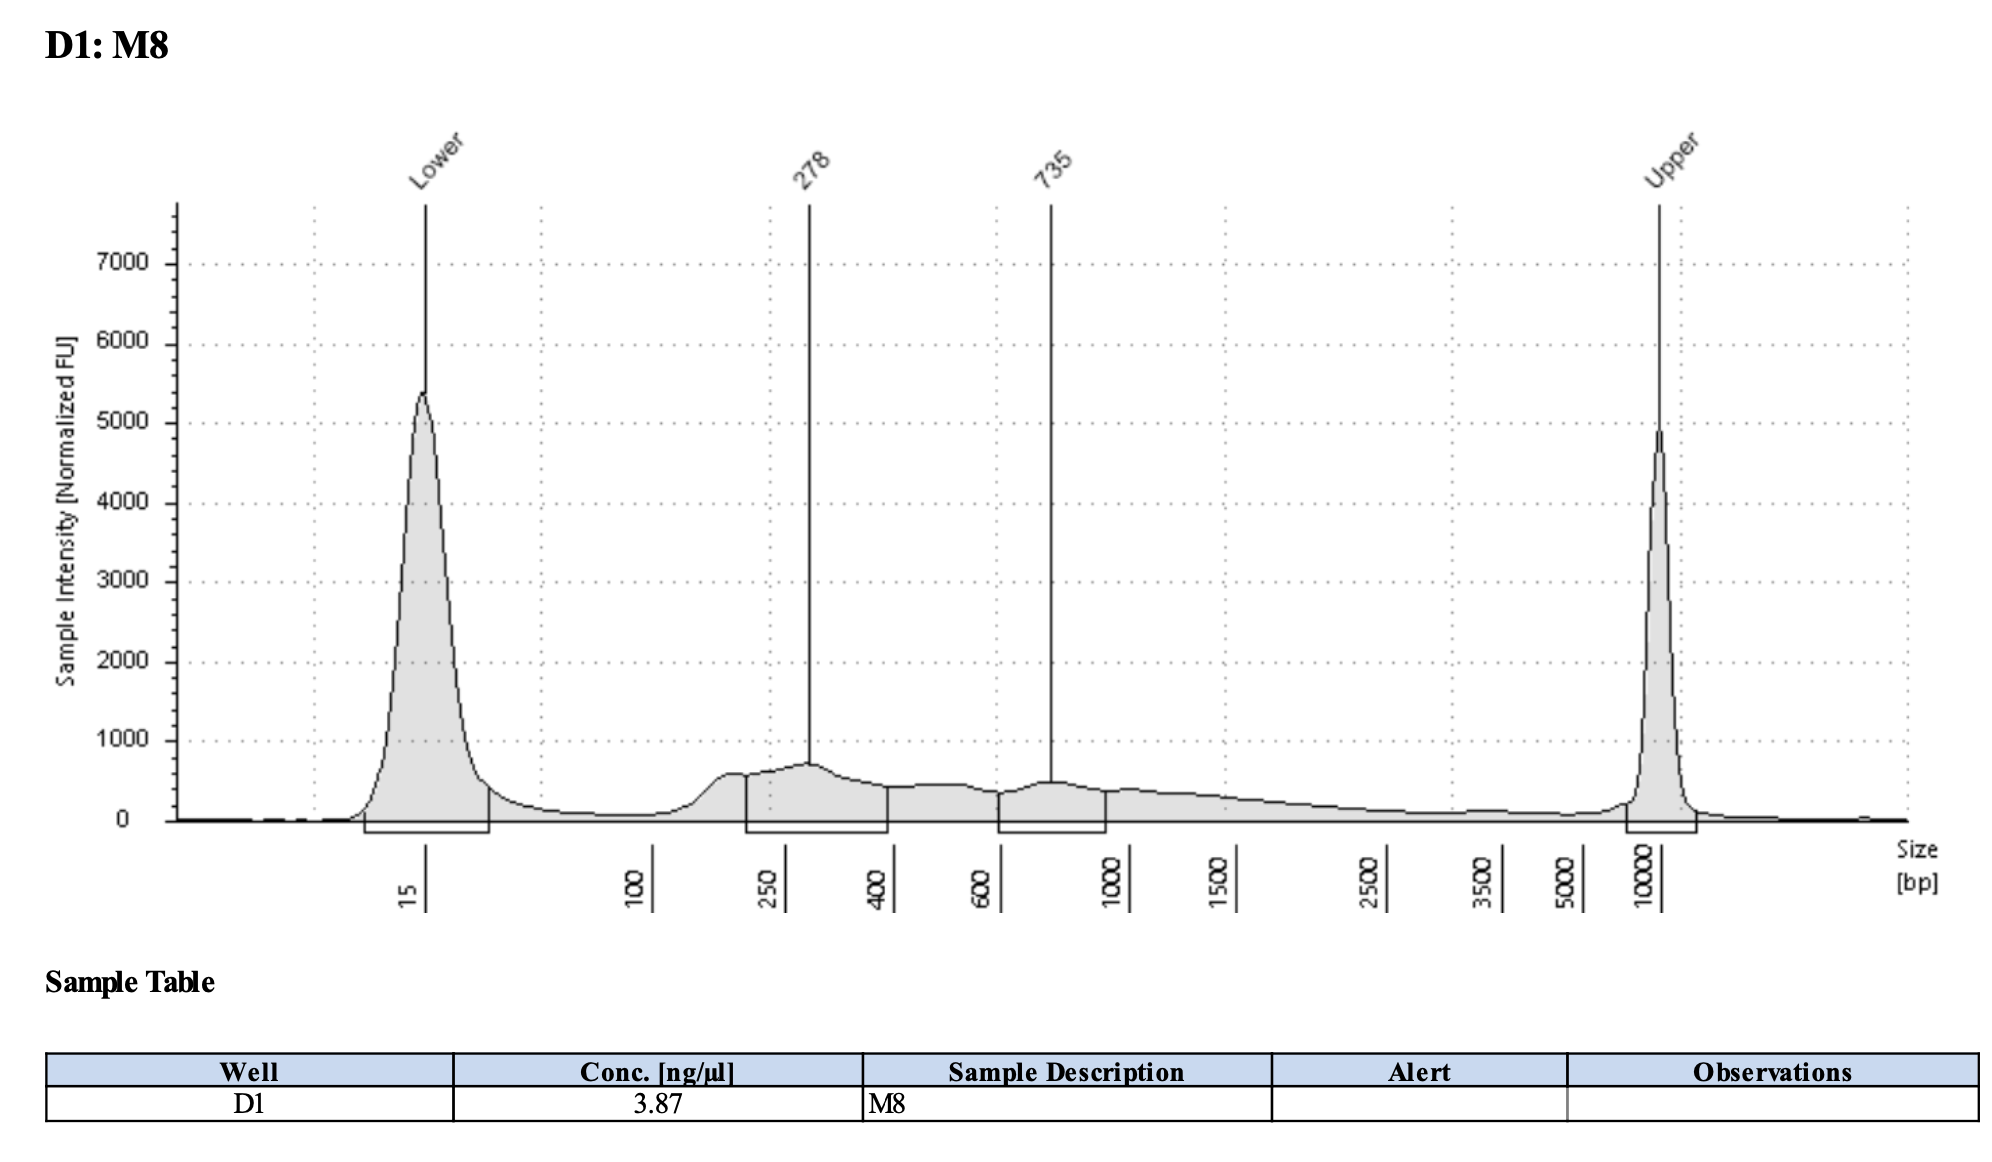 D1: M8
Lower
278
735
Upper
Sample Intensity [Normalized FU]
7000
6000
5000
4000
3000
2000
1000
0
15
100
250
400
600
1000
1500
2500
3500
5000
10000
Size
[bp]
Sample Table
Well Conc. [ng/µl] Sample Description Alert Observations
D1 3.87 M8